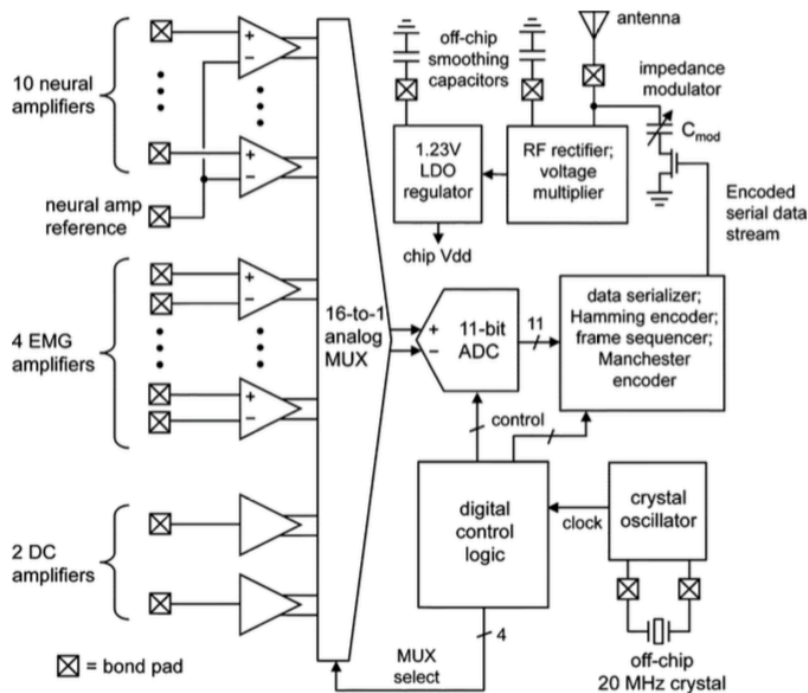 10 neural
amplifiers
neural amp
reference
4 EMG
amplifiers
2 DC
amplifiers
= bond pad
+
−
+
−
+
−
+
−
16-to-1
analog
MUX
off-chip
smoothing
capacitors
antenna
impedance
modulator
Cmod
1.23V
LDO
regulator
RF rectifier;
voltage
multiplier
chip Vdd
Encoded
serial data
stream
+
−
11-bit
ADC
11
data serializer;
Hamming encoder;
frame sequencer;
Manchester
encoder
control
digital
control
logic
clock
crystal
oscillator
4
MUX
select
off-chip
20 MHz crystal